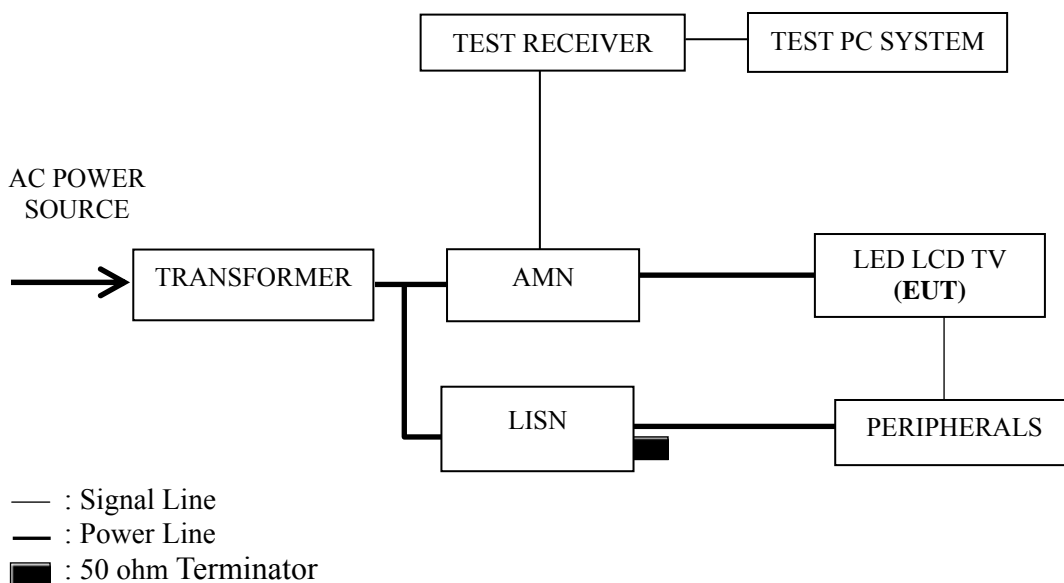 TEST RECEIVER
TEST PC SYSTEM
AC POWER
SOURCE
TRANSFORMER
AMN
LED LCD TV
(EUT)
LISN
PERIPHERALS
: Signal Line
: Power Line
: 50 ohm Terminator